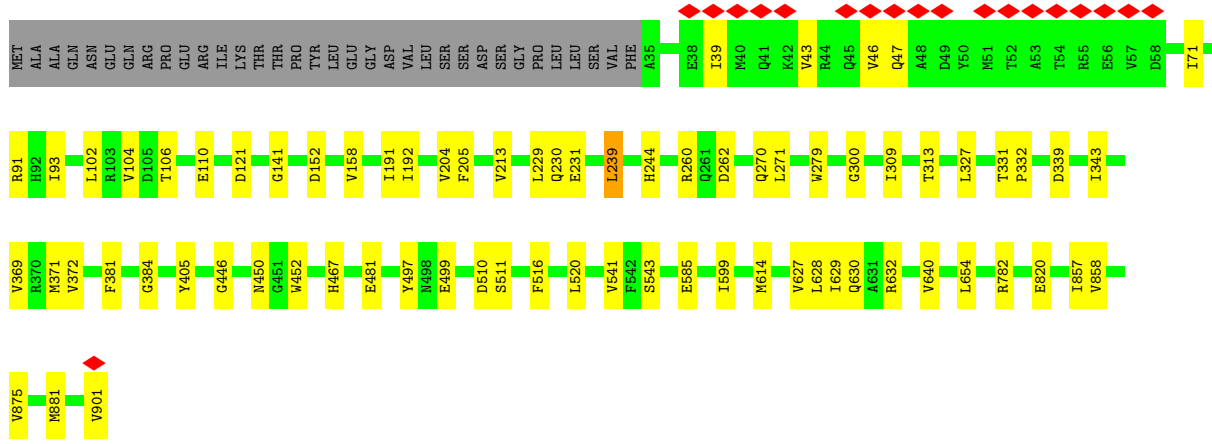 MET ALA ALA GLN ASN GLU GLN ARG PRO GLU ARG ILE LYS THR THR PRO TYR LEU GLU GLY ASP VAL LEU SER SER ASP SER GLY PRO LEU LEU SER VAL PHE A35 E38 I39 M40 Q41 K42 V43 R44 Q45 V46 Q47 A48 D49 Y50 M51 T52 A53 T54 R55 E56 V57 D58 I71
R91 H92 I93 L102 R103 V104 D105 T106 E110 D121 G141 D152 V158 I191 I192 V204 F205 V213 L229 Q230 E231 L239 H244 R260 Q261 D262 Q270 L271 W279 G300 I309 T313 L327 T331 P332 D339 I343
V369 R370 M371 V372 F381 G384 Y405 G446 N450 G451 W452 H467 E481 Y497 N498 E499 D510 S511 F516 L520 V541 F542 S543 E585 I599 M614 V627 L628 I629 Q630 A631 R632 V640 L654 R782 E820 I857 V858
V875 M881 V901